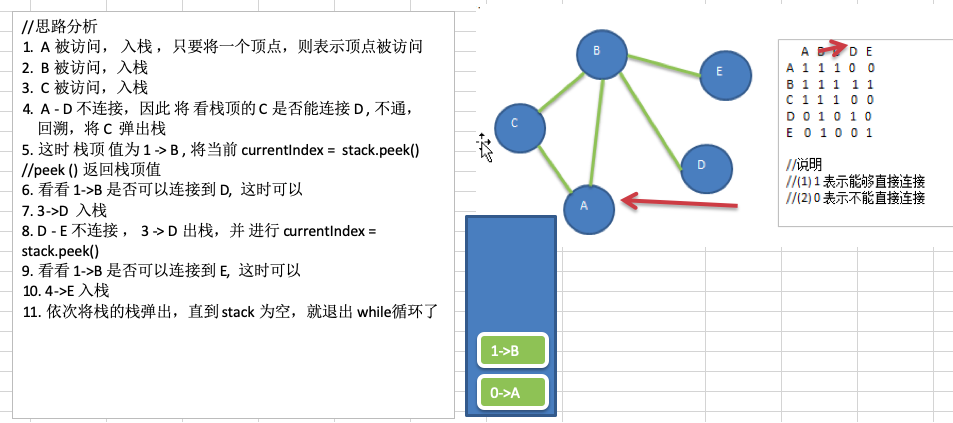 //思路分析
1. A 被访问， 入栈 ，只要将一个顶点，则表示顶点被访问
2. B 被访问，入栈
3. C 被访问，入栈
4. A - D 不连接，因此 将 看栈顶的 C 是否能连接 D , 不通，
回溯，将 C 弹出栈
5. 这时 栈顶 值为 1 -> B , 将当前 currentIndex = stack.peek()
//peek () 返回栈顶值
6. 看看 1->B 是否可以连接到 D, 这时可以
7. 3->D 入栈
8. D - E 不连接 ， 3 -> D 出栈，并 进行 currentIndex =
stack.peek()
9. 看看 1->B 是否可以连接到 E, 这时可以
10. 4->E 入栈
11. 依次将栈的栈弹出，直到 stack 为空，就退出 while循环了
B
E
C
D
A
1->B
0->A
A B D E
A 1 1 1 0 0
B 1 1 1 1 1
C 1 1 1 0 0
D 0 1 0 1 0
E 0 1 0 0 1
//说明
//(1) 1 表示能够直接连接
//(2) 0 表示不能直接连接